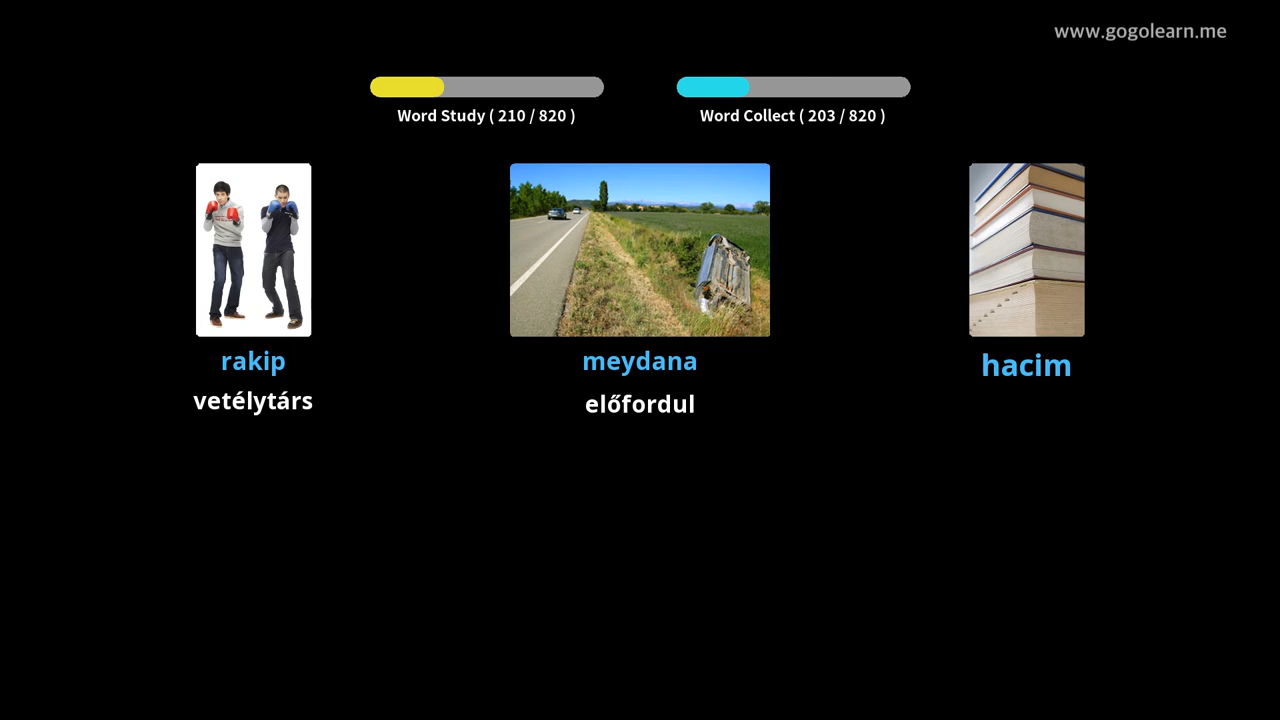 www.gogolearn.me
Word Study ( 210 / 820 )
Word Collect ( 203 / 820 )
rakip
vetélytárs
meydana
előfordul
hacim